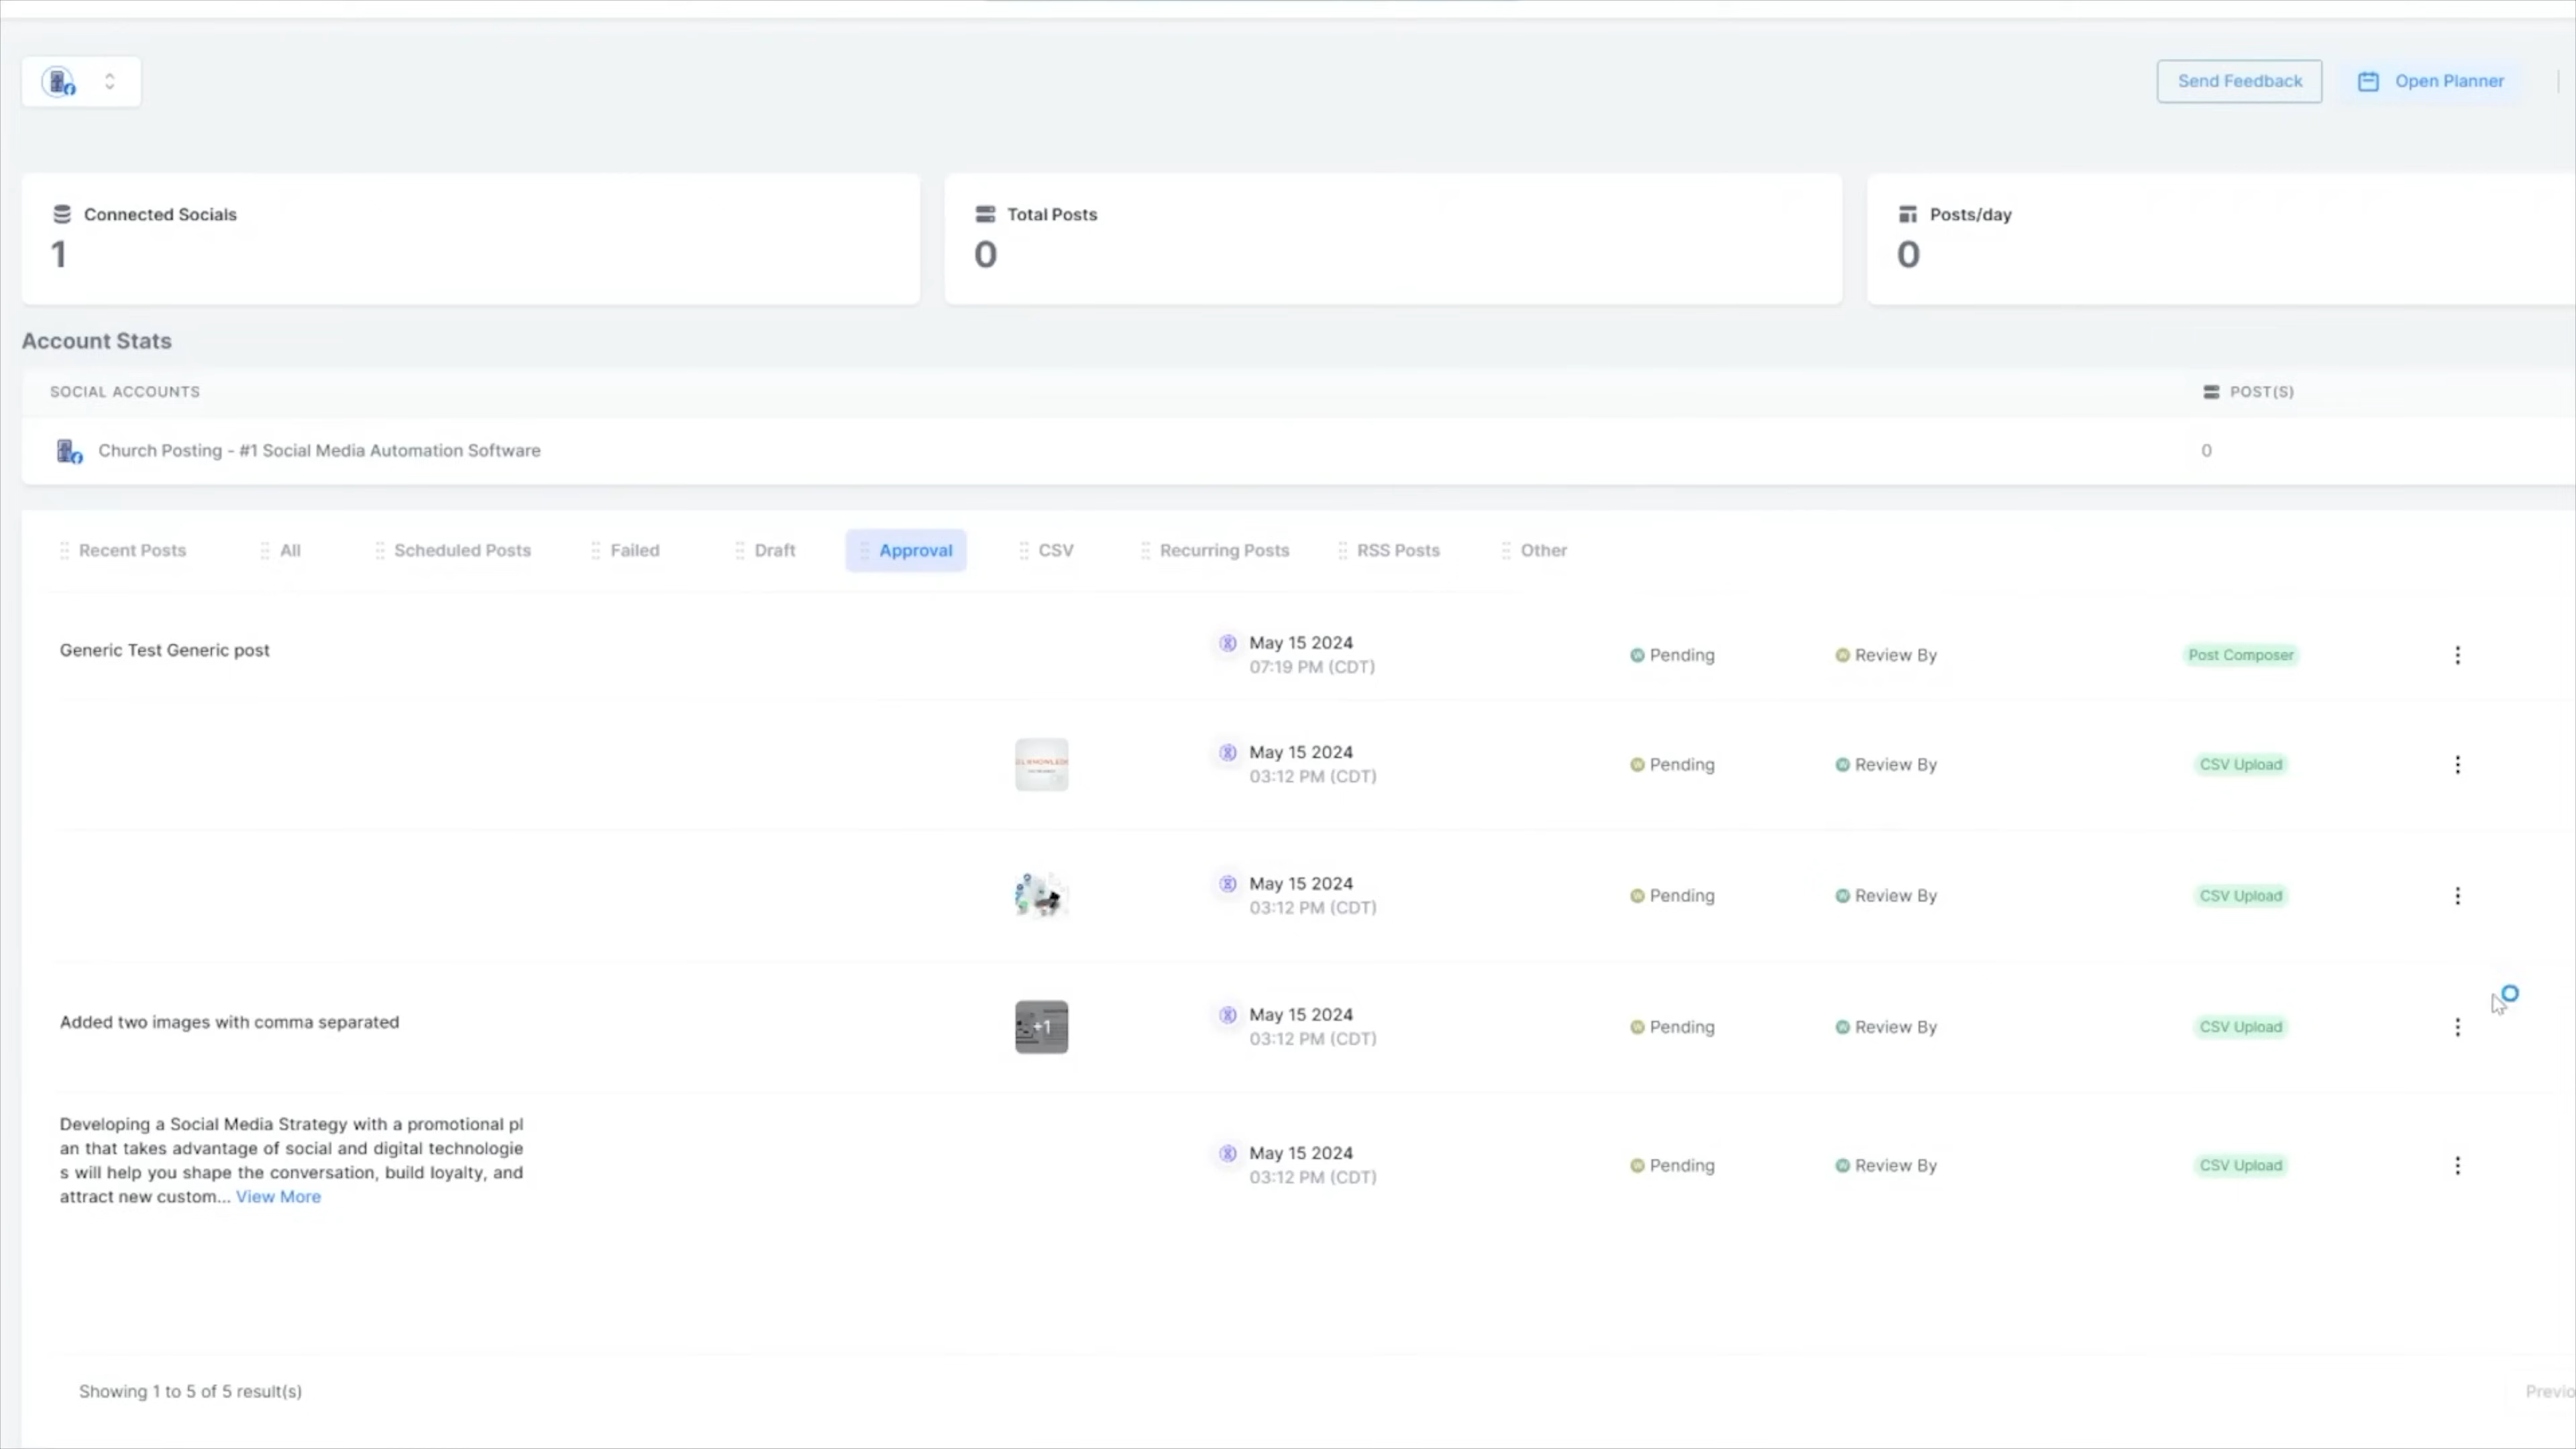 Send Feedback
Open Planner
Connected Socials
1
Total Posts
0
Posts/day
0
Account Stats
SOCIAL ACCOUNTS
POST(S)
Church Posting - #1 Social Media Automation Software
0
Recent Posts
All
Scheduled Posts
Failed
Draft
Approval
CSV
Recurring Posts
RSS Posts
Other
Generic Test Generic post
May 15 2024
07:19 PM (CDT)
Pending
Review By
Post Composer
May 15 2024
03:12 PM (CDT)
Pending
Review By
CSV Upload
May 15 2024
03:12 PM (CDT)
Pending
Review By
CSV Upload
Added two images with comma separated
+1
May 15 2024
03:12 PM (CDT)
Pending
Review By
CSV Upload
Developing a Social Media Strategy with a promotional pl
an that takes advantage of social and digital technologie
s will help you shape the conversation, build loyalty, and
attract new custom... View More
May 15 2024
03:12 PM (CDT)
Pending
Review By
CSV Upload
Showing 1 to 5 of 5 result(s)
Previo